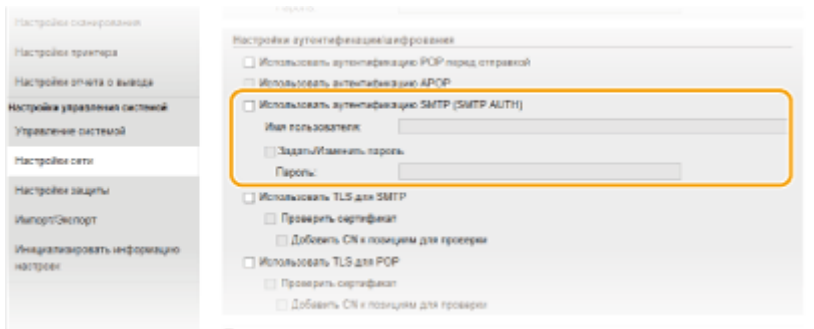 Пароль:
Настройки сканирования
Настройки принтера
Настройки отчета о выводе
Настройки управления системой
Управление системой
Настройки сети
Настройки защиты
Импорт/Экспорт
Инициализировать информацию
настроек
Настройки аутентификации/шифрования
Использовать аутентификацию POP перед отправкой
Использовать аутентификацию APOP
Использовать аутентификацию SMTP (SMTP AUTH)
Имя пользователя:
Задать/Изменить пароль
Пароль:
Использовать TLS для SMTP
Проверить сертификат
Добавить CN к позициям для проверки
Использовать TLS для POP
Проверить сертификат
Добавить CN к позициям для проверки